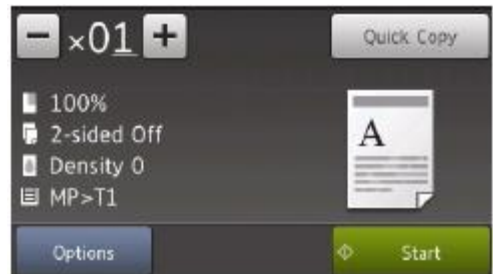 ×01
Quick Copy
100%
2-sided Off
Density 0
MP>T1
A
Options
Start